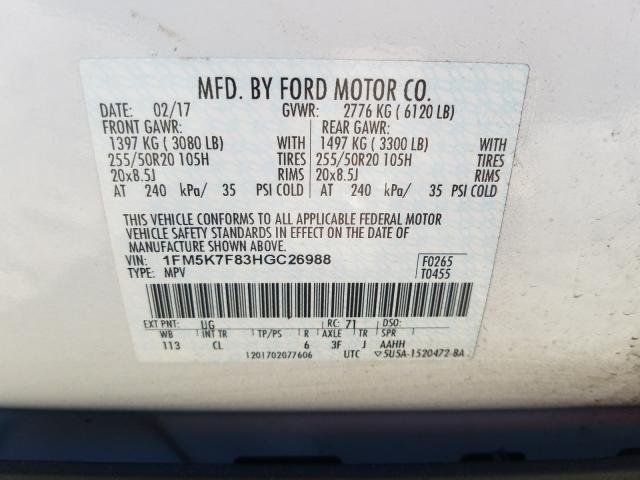 MFD. BY FORD MOTOR CO.
DATE: 02/17 GVWR: 2776 KG ( 6120 LB)
FRONT GAWR: REAR GAWR:
1397 KG ( 3080 LB) WITH 1497 KG ( 3300 LB) WITH
255/50R20 105H TIRES 255/50R20 105H TIRES
20x8.5J RIMS 20x8.5J RIMS
AT 240 kPa/ 35 PSI COLD AT 240 kPa/ 35 PSI COLD
THIS VEHICLE CONFORMS TO ALL APPLICABLE FEDERAL MOTOR
VEHICLE SAFETY STANDARDS IN EFFECT ON THE DATE OF
MANUFACTURE SHOWN ABOVE.
VIN: 1FM5K7F83HGC26988 F0265
TYPE: MPV T0455
EXT PNT: UG RC: 71 DSO:
WB INT TR TP/PS R AXLE TR SPR
113 CL 6 3F J AAHH
1201702077606 UTC ▽5U5A-1520472-BA